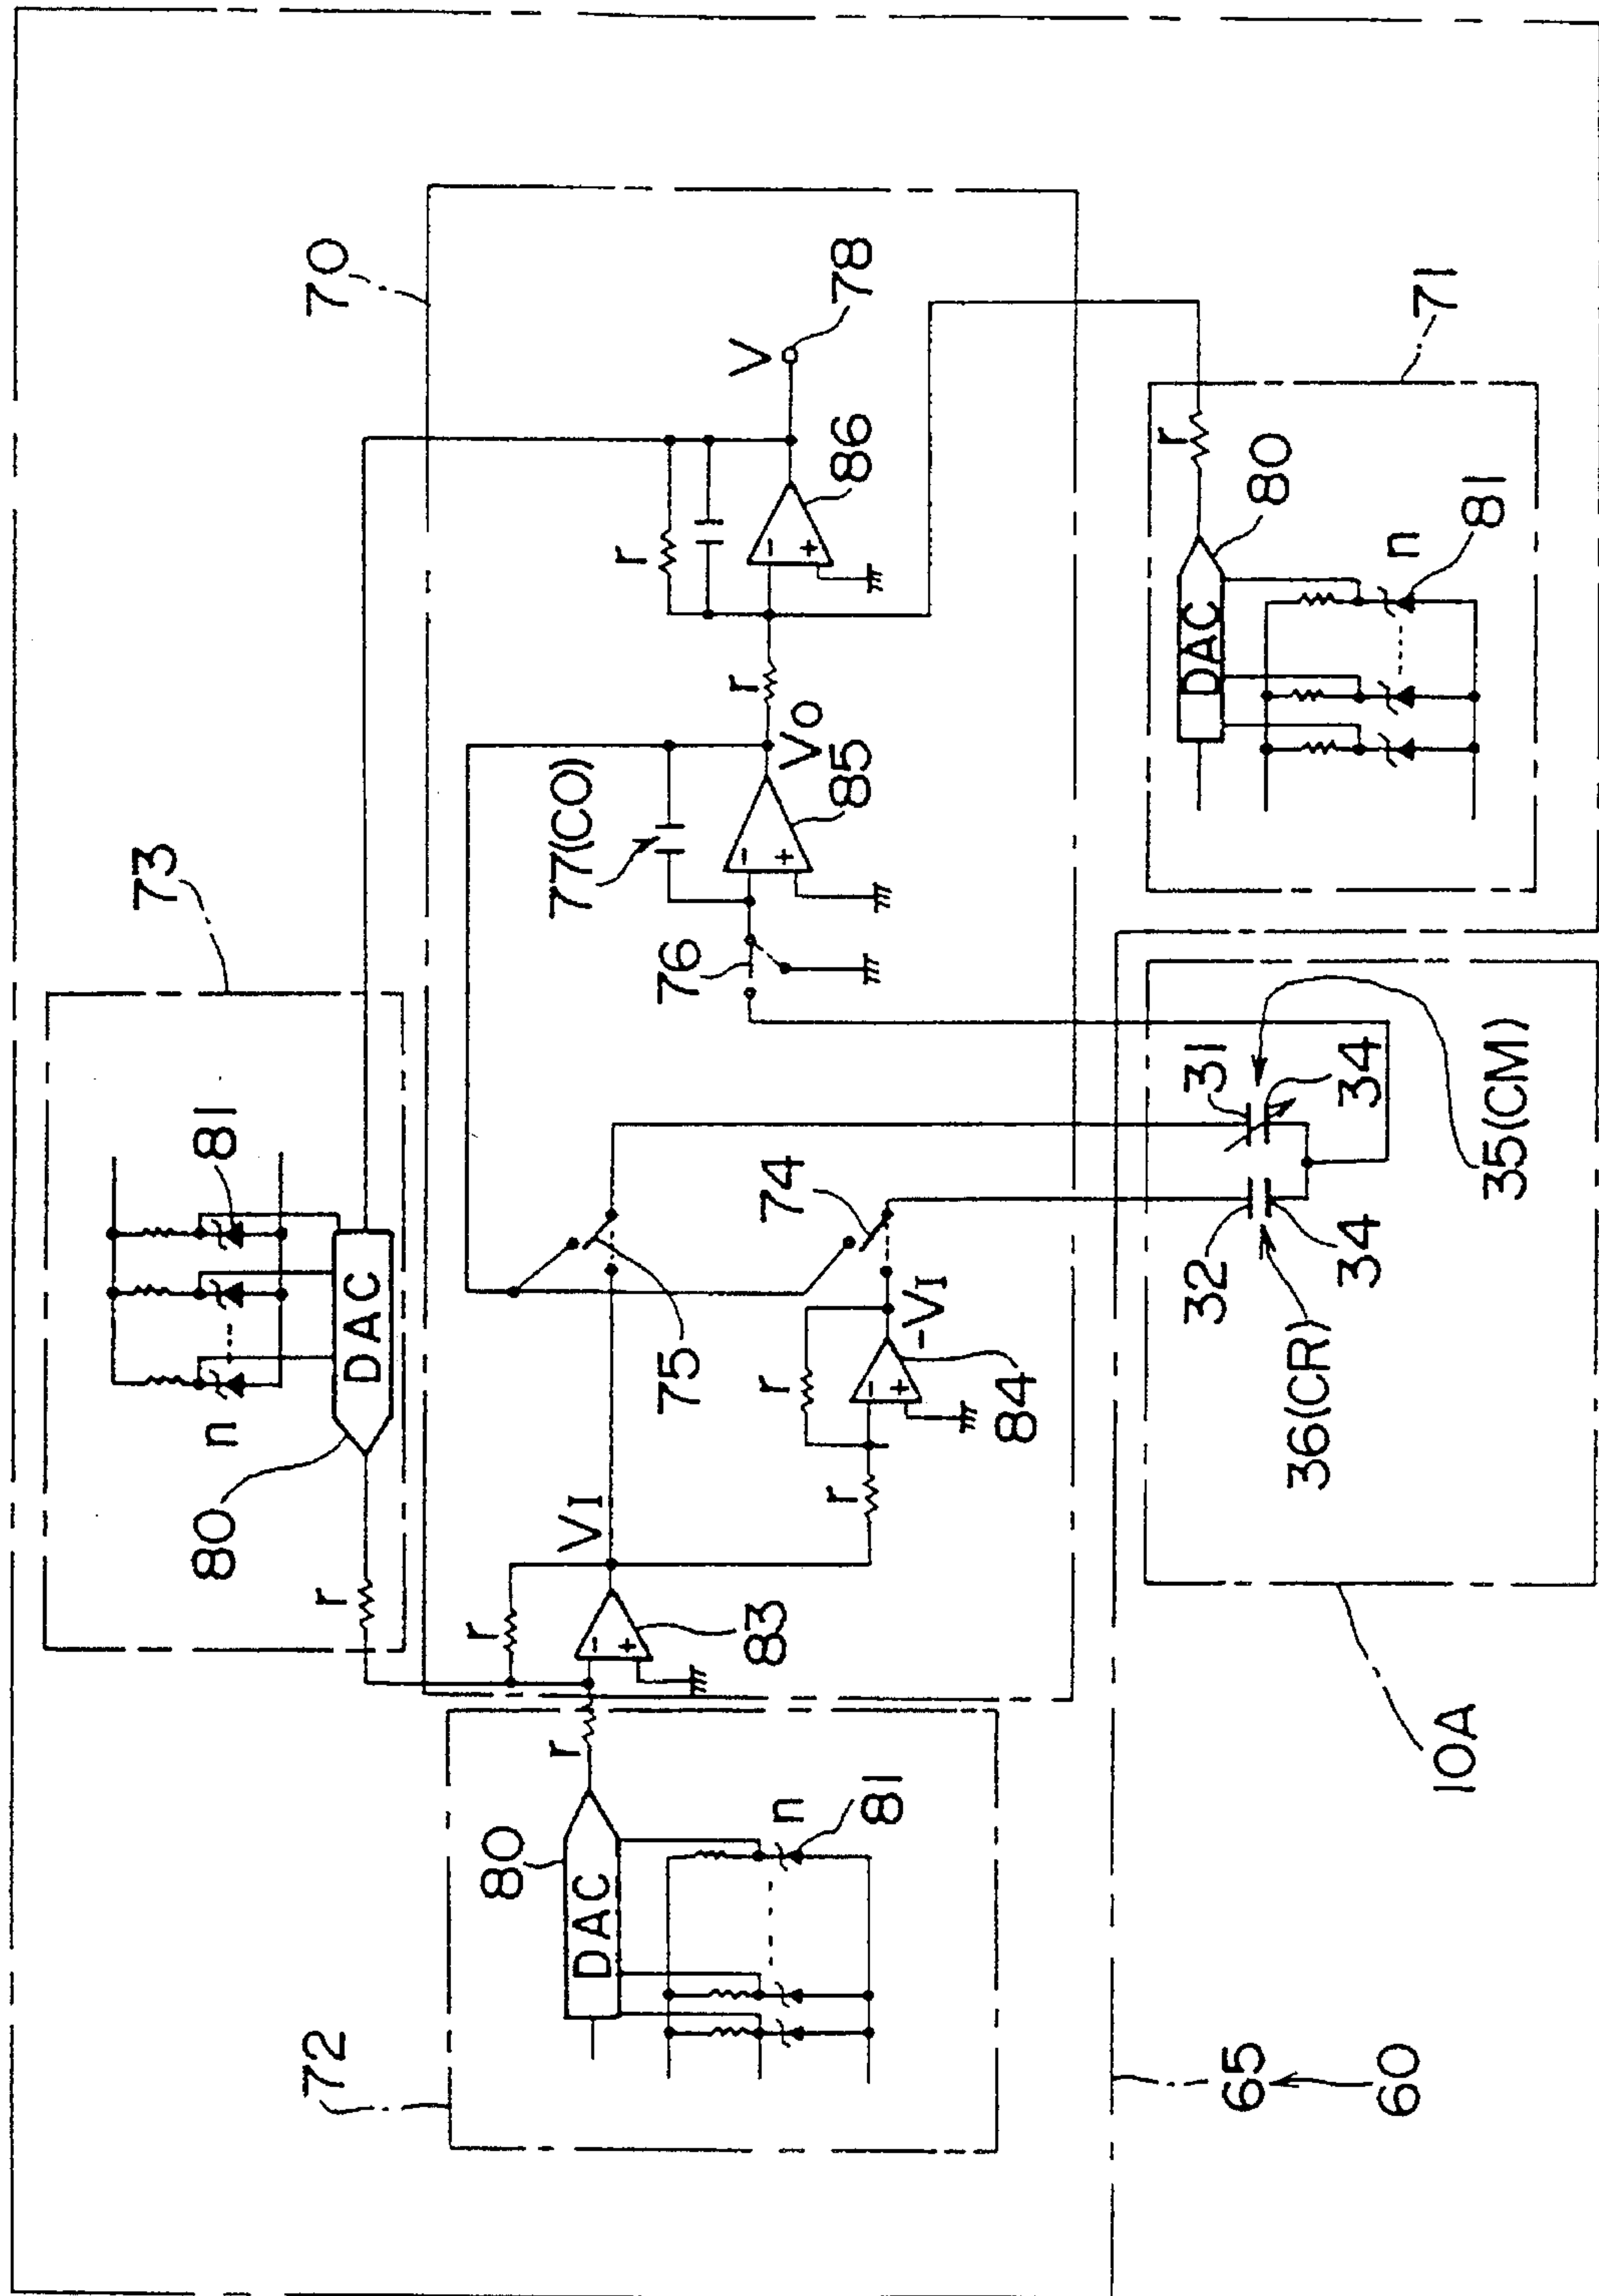 73
70
81
n
DAC
80
r
V
78
r
86
−
+
r
VO
85
−
+
77(CO)
76
75
74
VI
−VI
r
84
−
+
r
r
83
−
+
72
r
80
DAC
n
81
71
r
80
DAC
n
81
31
34
35(CM)
32
34
36(CR)
10A
65
60